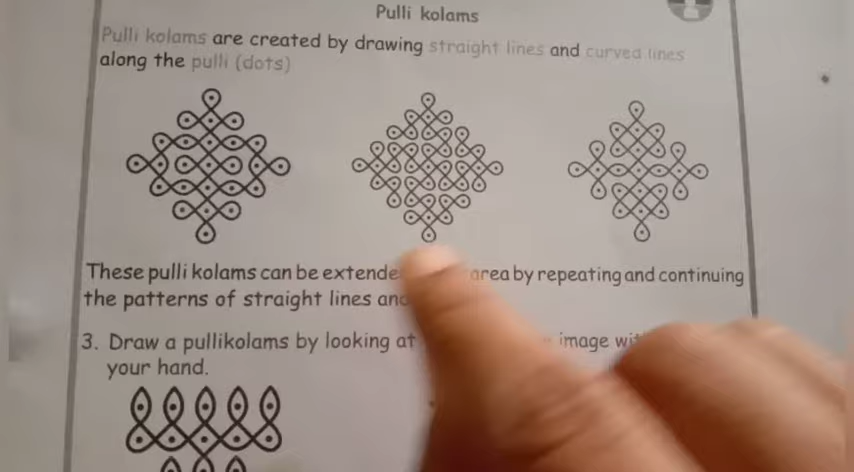 Pulli kolams
Pulli kolams are created by drawing straight lines and curved lines
along the pulli (dots)
These pulli kolams can be extende area by repeating and continuing
the patterns of straight lines and
3. Draw a pullikolams by looking at image
your hand.